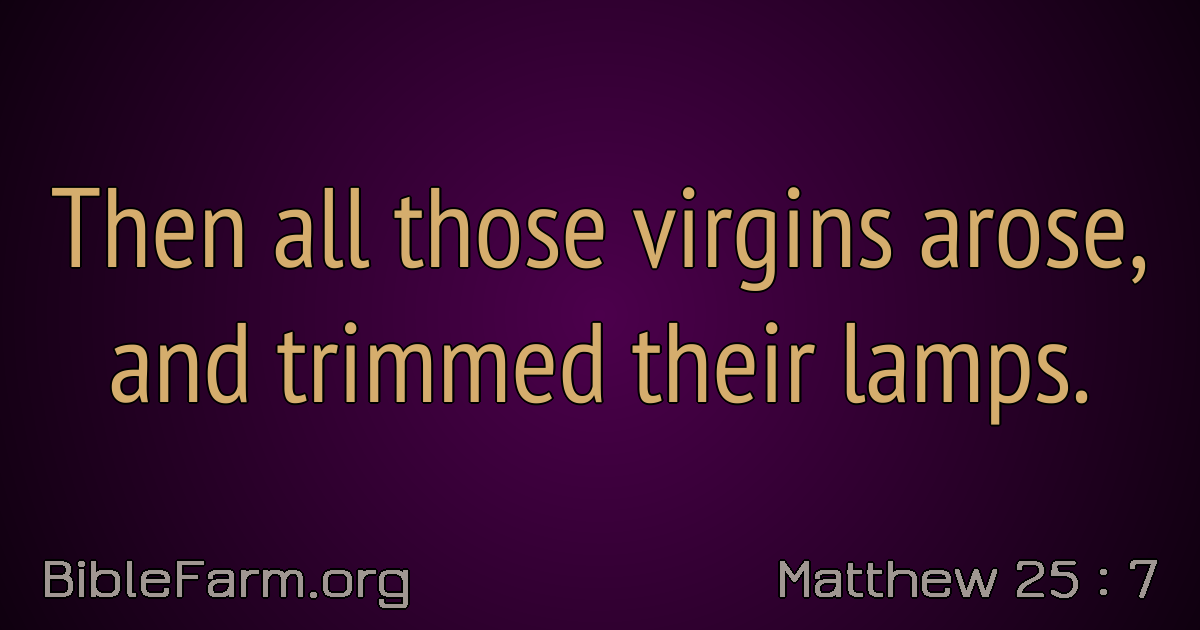 Then all those virgins arose,
and trimmed their lamps.
BibleFarm.org
Matthew 25 : 7